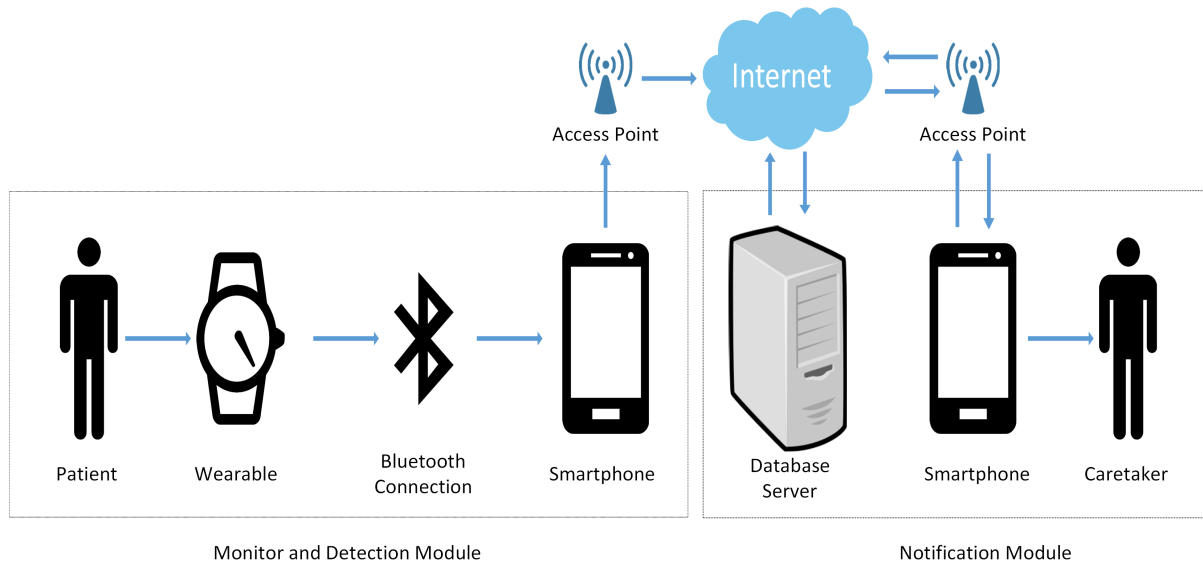 Internet
Access Point
Access Point
Patient
Wearable
Bluetooth
Connection
Smartphone
Database
Server
Smartphone
Caretaker
Monitor and Detection Module
Notification Module